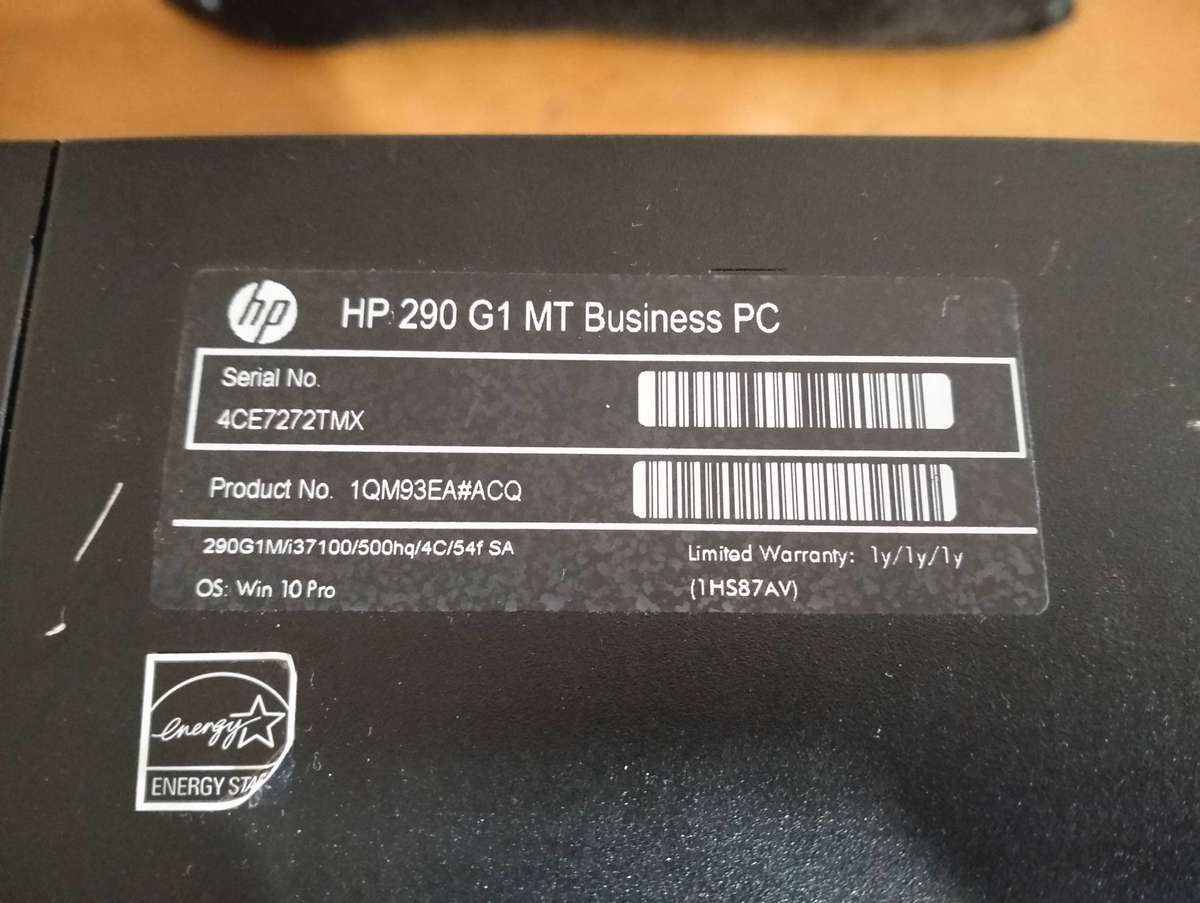 hp HP 290 G1 MT Business PC
Serial No.
4CE7272TMX
Product No. 1QM93EA#ACQ
290G1M/i37100/500hq/4C/54f SA
Limited Warranty: 1y/1y/1y
OS: Win 10 Pro
(1HS87AV)
energy
ENERGY STAR